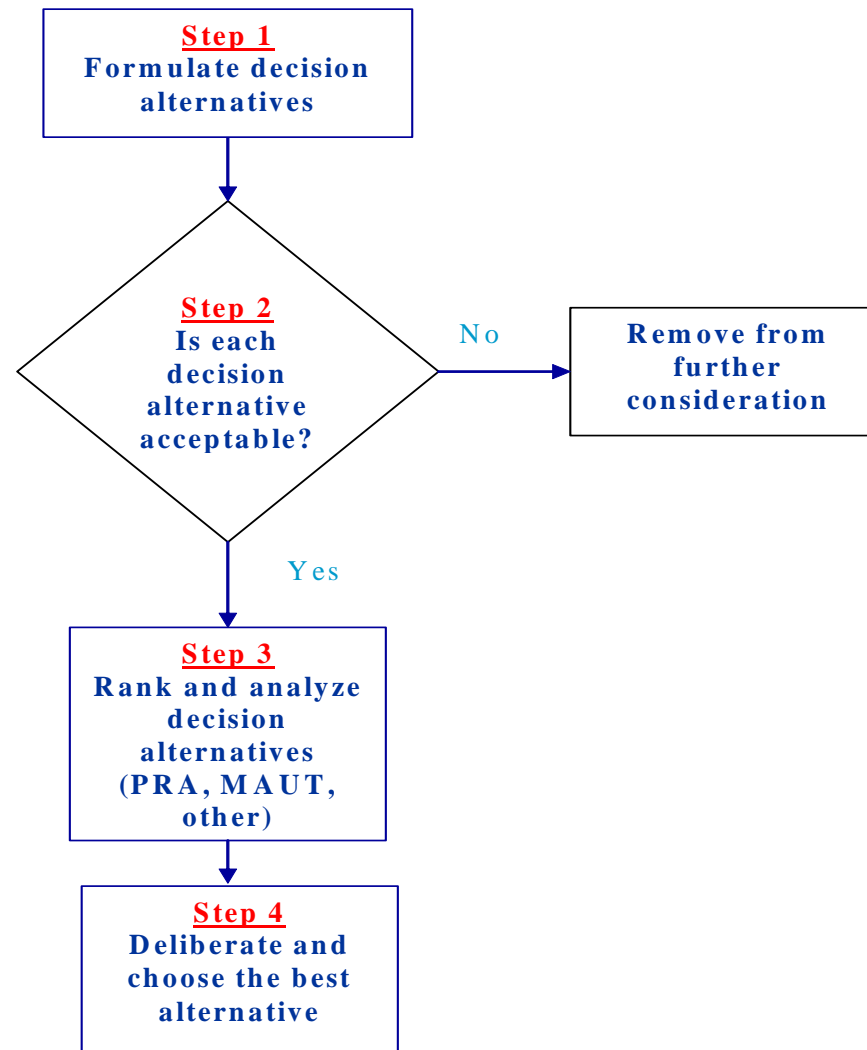 Step 1
Formulate decision
alternatives
Step 2
Is each
decision
alternative
acceptable?
No
Remove from
further
consideration
Yes
Step 3
Rank and analyze
decision
alternatives
(PRA, MAUT,
other)
Step 4
Deliberate and
choose the best
alternative